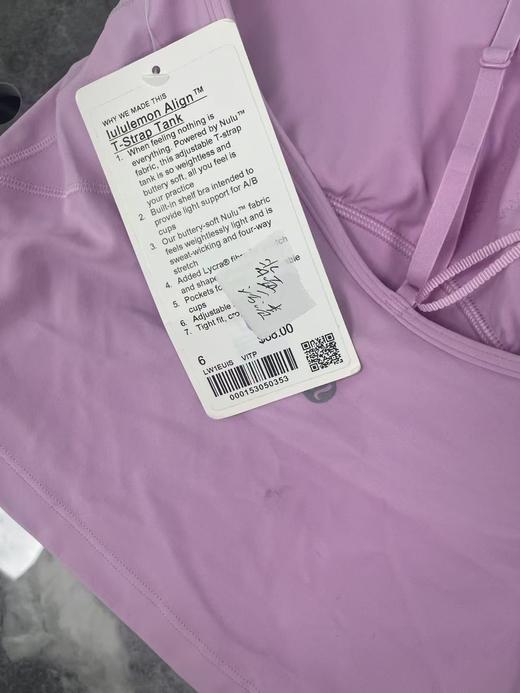 WHY WE MADE THIS
lululemon Align™
T-Strap Tank
1. When feeling nothing is
everything. Powered by Nulu™
fabric, this adjustable T-strap
tank is so weightless and
buttery soft, all you feel is
your practice
2. Built-in shelf bra intended to
provide light support for A/B
cups
3. Our buttery-soft Nulu™ fabric
feels weightlessly light and is
sweat-wicking and four-way
stretch
4. Added Lycra®
and shape
5. Pockets
cups
6. Adjustable
7. Tight fit,
6
LW1EUIS VITP
000153050353